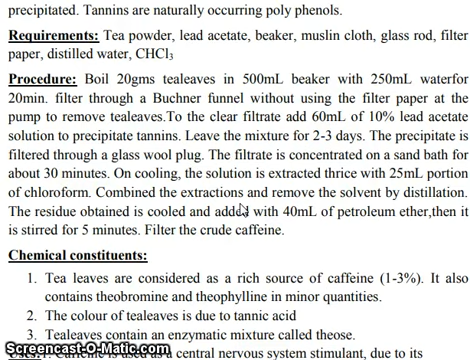 precipitated. Tannins are naturally occurring poly phenols.
Requirements: Tea powder, lead acetate, beaker, muslin cloth, glass rod, filter
paper, distilled water, CHCl3
Procedure: Boil 20gms tealeaves in 500mL beaker with 250mL waterfor
20min. filter through a Buchner funnel without using the filter paper at the
pump to remove tealeaves.To the clear filtrate add 60mL of 10% lead acetate
solution to precipitate tannins. Leave the mixture for 2-3 days. The precipitate is
filtered through a glass wool plug. The filtrate is concentrated on a sand bath for
about 30 minutes. On cooling, the solution is extracted thrice with 25mL portion
of chloroform. Combined the extractions and remove the solvent by distillation.
The residue obtained is cooled and added with 40mL of petroleum ether,then it
is stirred for 5 minutes. Filter the crude caffeine.
Chemical constituents:
1. Tea leaves are considered as a rich source of caffeine (1-3%). It also
contains theobromine and theophylline in minor quantities.
2. The colour of tealeaves is due to tannic acid
3. Tealeaves contain an enzymatic mixture called theose.
Uses:1. Caffeine is used as a central nervous system stimulant, due to its
Screencast-O-Matic.com